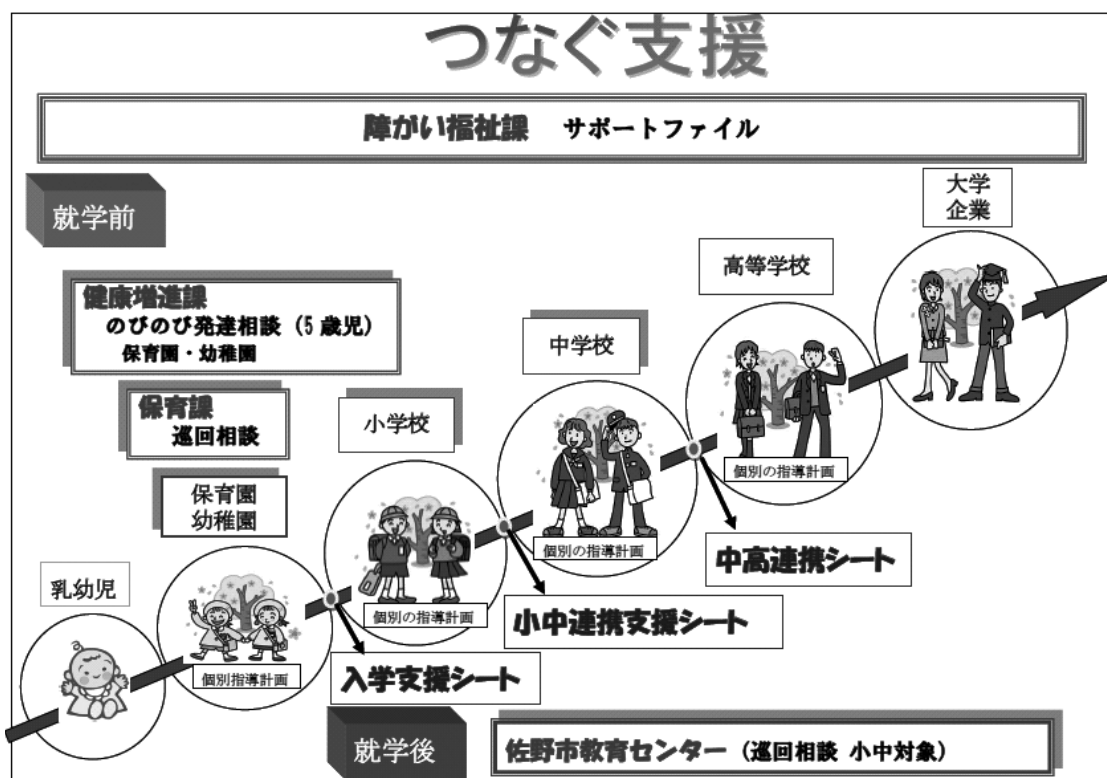 つなぐ支援
障がい福祉課 サポートファイル
就学前
大学
企業
高等学校
健康増進課
のびのび発達相談（5歳児）
保育園・幼稚園
中学校
保育課
巡回相談
小学校
保育園
幼稚園
乳幼児
個別の指導計画
個別の指導計画
個別の指導計画
個別指導計画
中高連携シート
小中連携支援シート
入学支援シート
就学後
佐野市教育センター（巡回相談 小中対象）